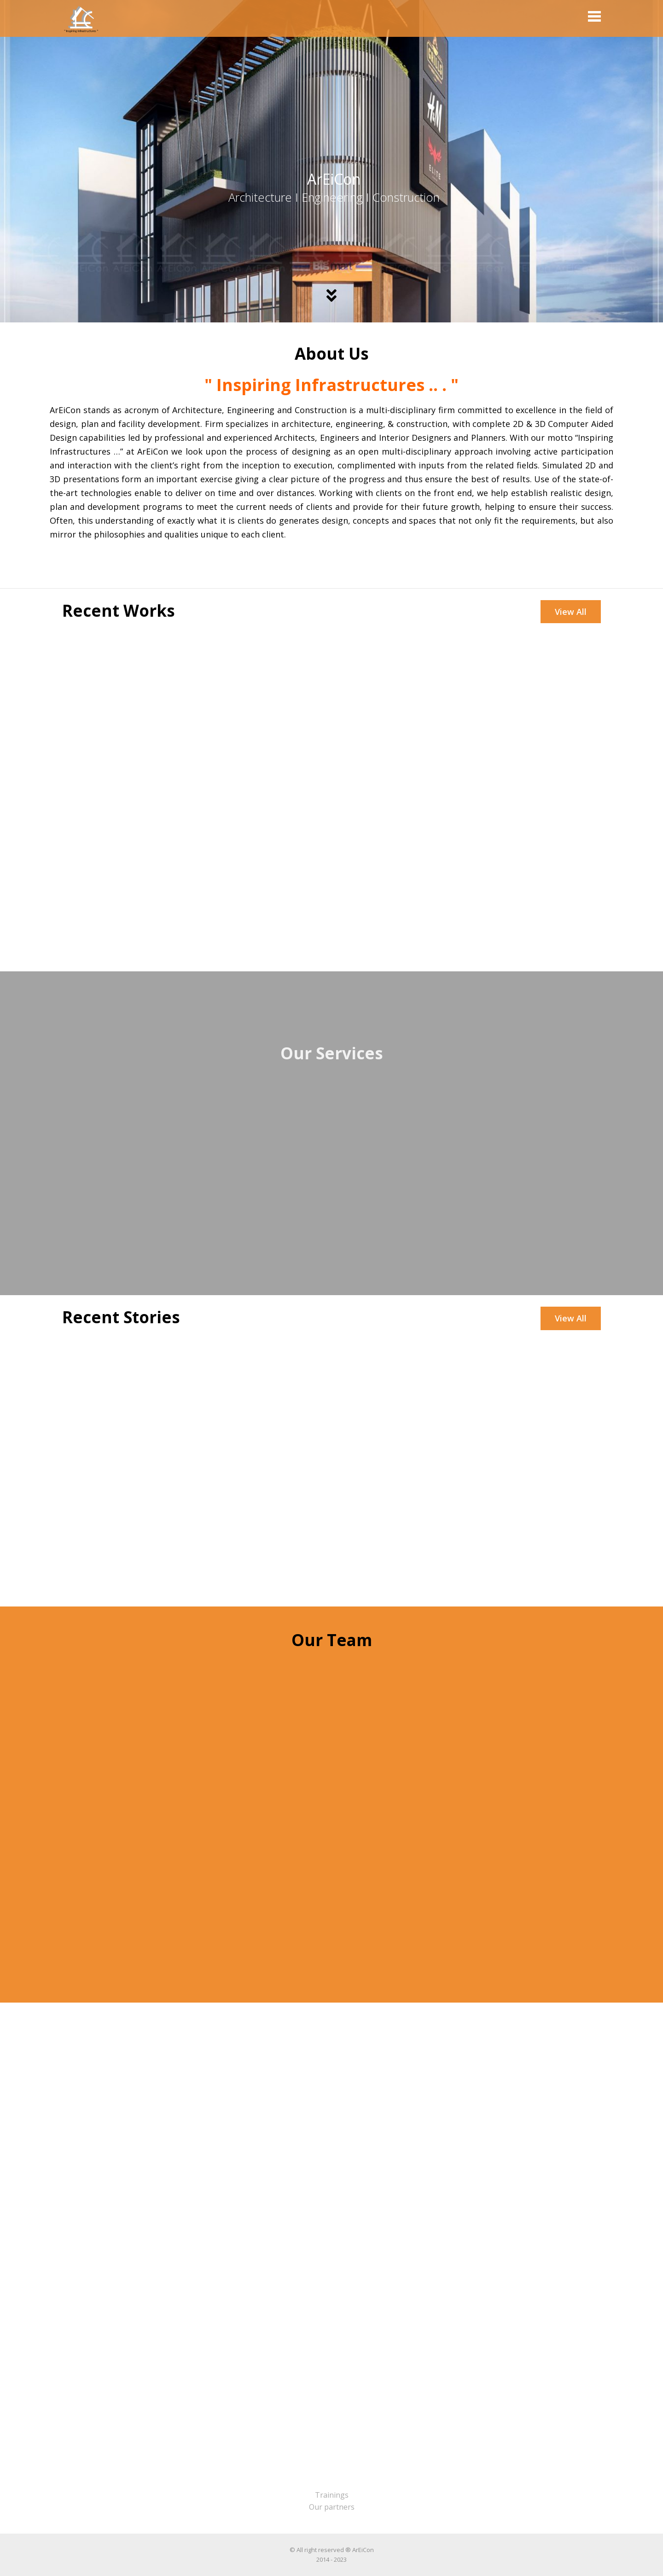 " Inspiring Infrastructures "
H&M
ArEiCon
Architecture I Engineering I Construction
About Us
" Inspiring Infrastructures .. . "
ArEiCon stands as acronym of Architecture, Engineering and Construction is a multi-disciplinary firm committed to excellence in the field of
design, plan and facility development. Firm specializes in architecture, engineering, & construction, with complete 2D & 3D Computer Aided
Design capabilities led by professional and experienced Architects, Engineers and Interior Designers and Planners. With our motto “Inspiring
Infrastructures …” at ArEiCon we look upon the process of designing as an open multi-disciplinary approach involving active participation
and interaction with the client’s right from the inception to execution, complimented with inputs from the related fields. Simulated 2D and
3D presentations form an important exercise giving a clear picture of the progress and thus ensure the best of results. Use of the state-of-
the-art technologies enable to deliver on time and over distances. Working with clients on the front end, we help establish realistic design,
plan and development programs to meet the current needs of clients and provide for their future growth, helping to ensure their success.
Often, this understanding of exactly what it is clients do generates design, concepts and spaces that not only fit the requirements, but also
mirror the philosophies and qualities unique to each client.
Recent Works
View All
Our Services
Recent Stories
View All
Our Team
Trainings
Our partners
© All right reserved ® ArEiCon
2014 - 2023